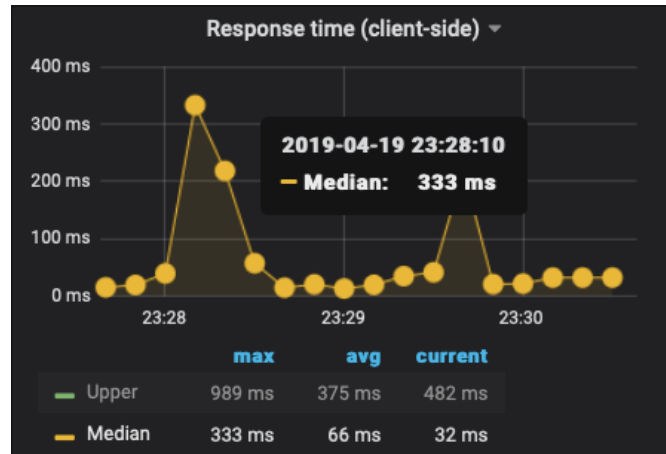 Response time (client-side)
400 ms
300 ms
200 ms
100 ms
0 ms
2019-04-19 23:28:10
Median: 333 ms
23:28 23:29 23:30
max avg current
Upper 989 ms 375 ms 482 ms
Median 333 ms 66 ms 32 ms